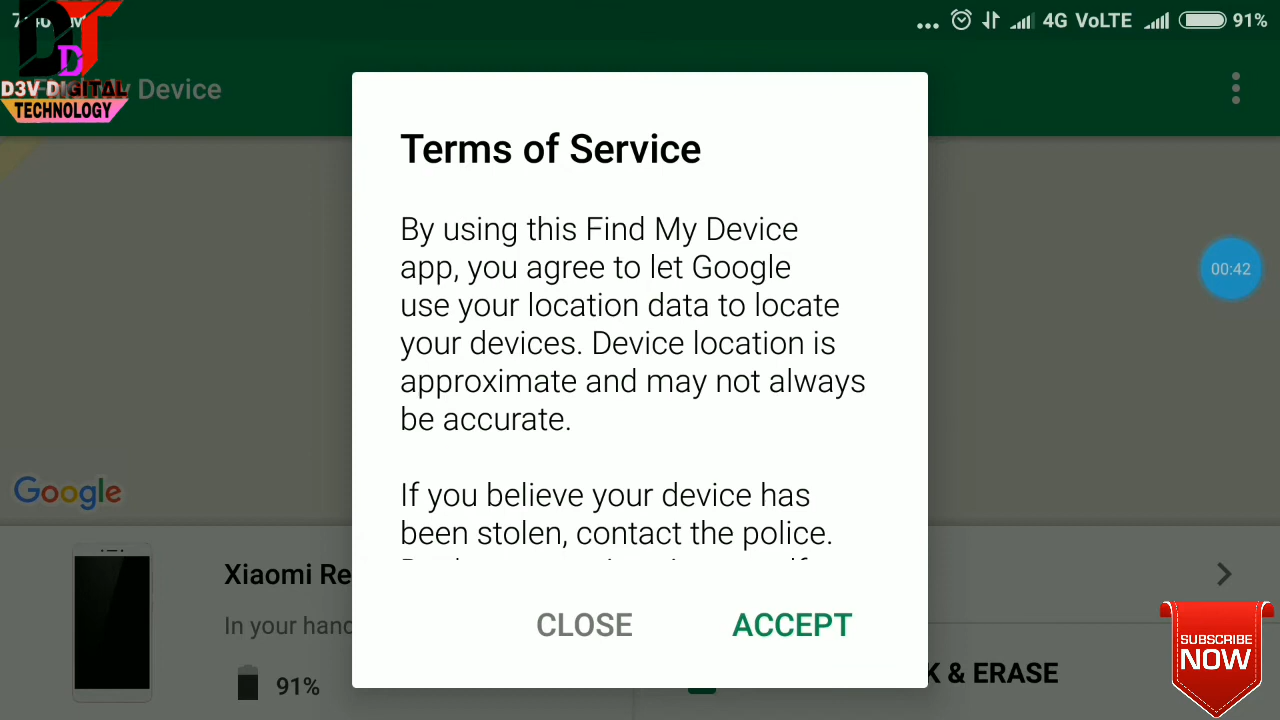 4G VoLTE 91%
D3V DIGITAL
TECHNOLOGY
My Device
Terms of Service
By using this Find My Device
app, you agree to let Google
use your location data to locate
your devices. Device location is
approximate and may not always
be accurate.
If you believe your device has
been stolen, contact the police.
CLOSE
ACCEPT
00:42
Google
Xiaomi Re
In your hand
91%
K & ERASE
SUBSCRIBE
NOW